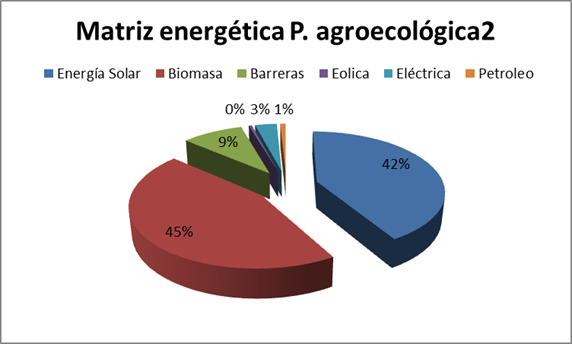 Matriz energética P. agroecológica2
Energía Solar Biomasa Barreras Eolica Eléctrica Petroleo
0% 3% 1%
9%
42%
45%